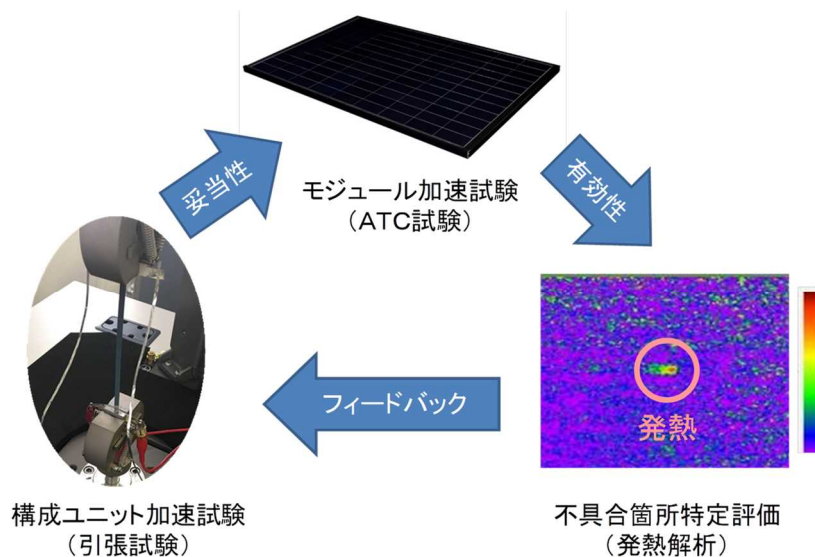 妥当性
モジュール加速試験
（ATC試験）
有効性
発熱
フィードバック
構成ユニット加速試験
（引張試験）
不具合箇所特定評価
（発熱解析）